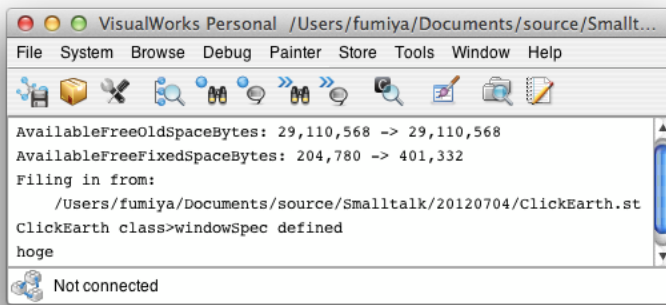 VisualWorks Personal /Users/fumiya/Documents/source/Smallt...
File System Browse Debug Painter Store Tools Window Help
AvailableFreeOldSpaceBytes: 29,110,568 -> 29,110,568
AvailableFreeFixedSpaceBytes: 204,780 -> 401,332
Filing in from:
/Users/fumiya/Documents/source/Smalltalk/20120704/ClickEarth.st
ClickEarth class>windowSpec defined
hoge
Not connected